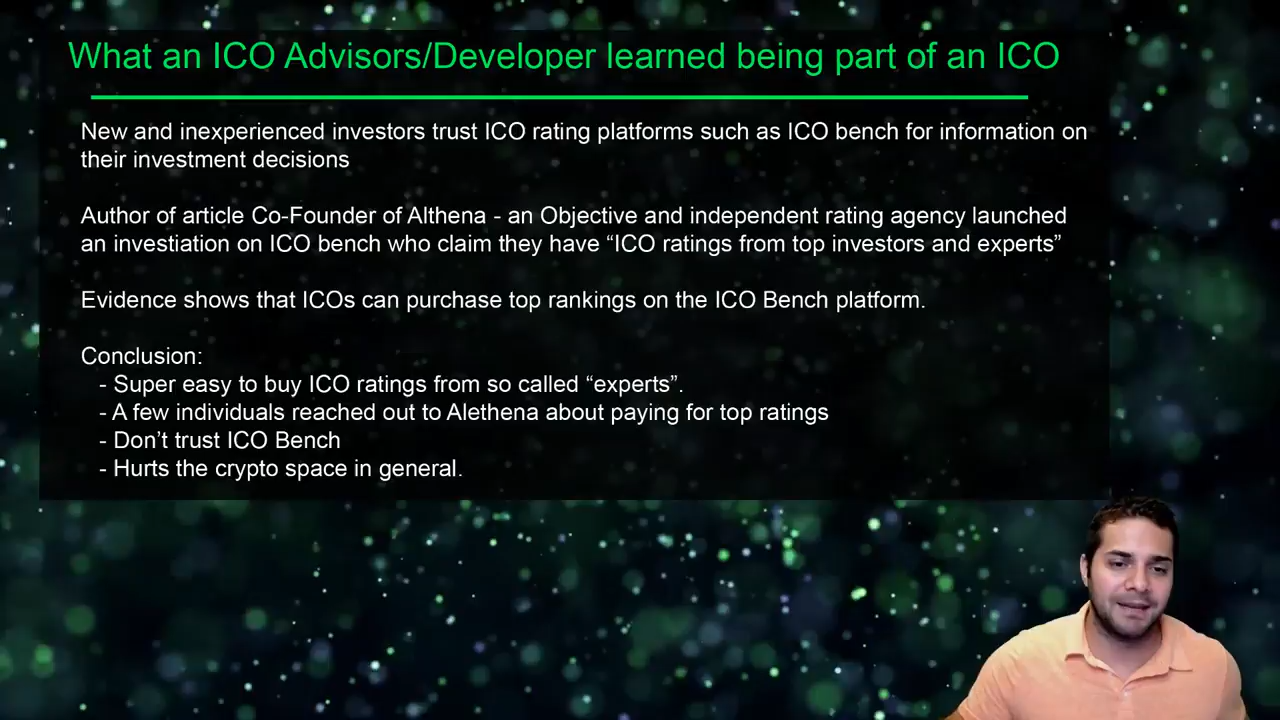 What an ICO Advisors/Developer learned being part of an ICO
New and inexperienced investors trust ICO rating platforms such as ICO bench for information on
their investment decisions
Author of article Co-Founder of Althena - an Objective and independent rating agency launched
an investiation on ICO bench who claim they have “ICO ratings from top investors and experts”
Evidence shows that ICOs can purchase top rankings on the ICO Bench platform.
Conclusion:
- Super easy to buy ICO ratings from so called “experts”.
- A few individuals reached out to Alethena about paying for top ratings
- Don’t trust ICO Bench
- Hurts the crypto space in general.